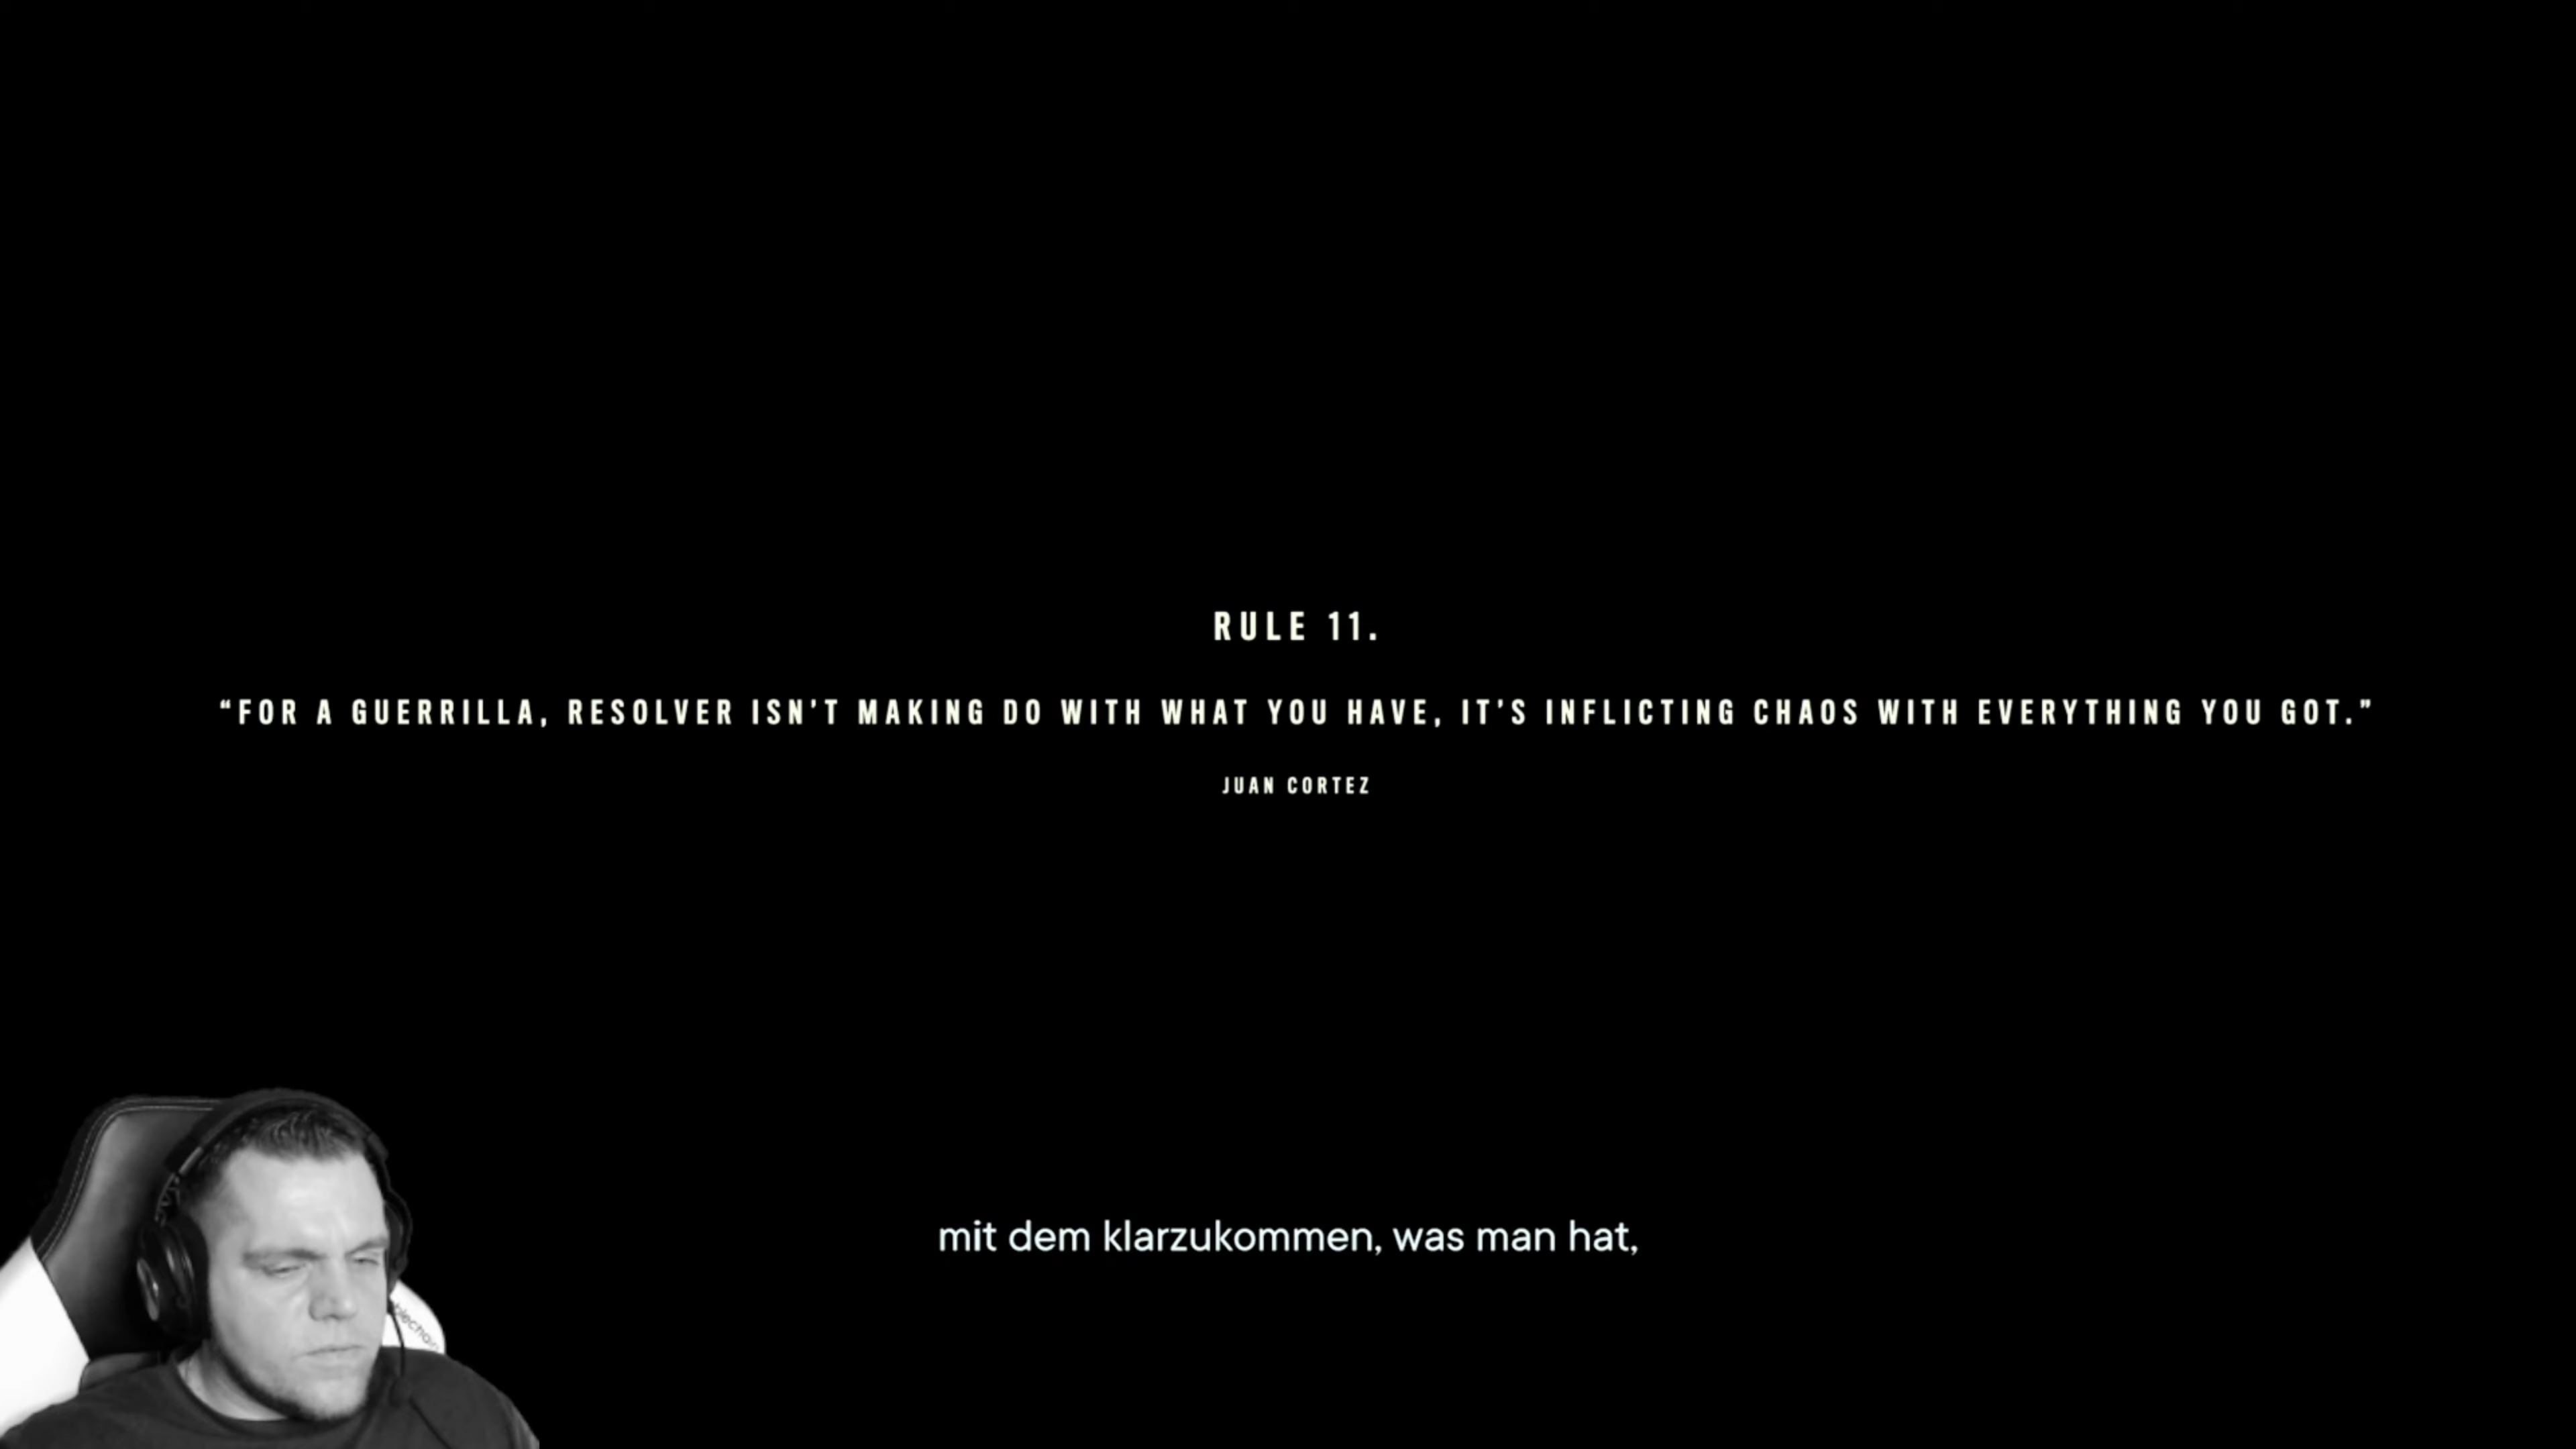 RULE 11.
“FOR A GUERRILLA, RESOLVER ISN’T MAKING DO WITH WHAT YOU HAVE, IT’S INFLICTING CHAOS WITH EVERYTHING YOU GOT.”
JUAN CORTEZ
mit dem klarzukommen, was man hat,